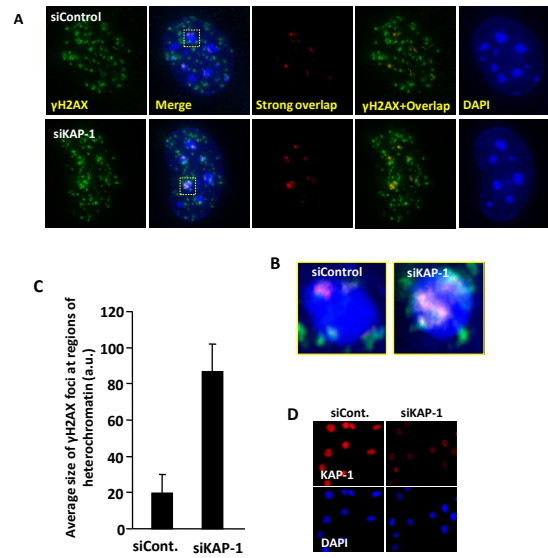 A
siControl
γH2AX
Merge
Strong overlap
γH2AX+Overlap
DAPI
siKAP-1
B
siControl
siKAP-1
C
Average size of γH2AX foci at regions of
heterochromatin (a.u.)
120
100
80
60
40
20
0
siCont.
siKAP-1
D
siCont.
siKAP-1
KAP-1
DAPI